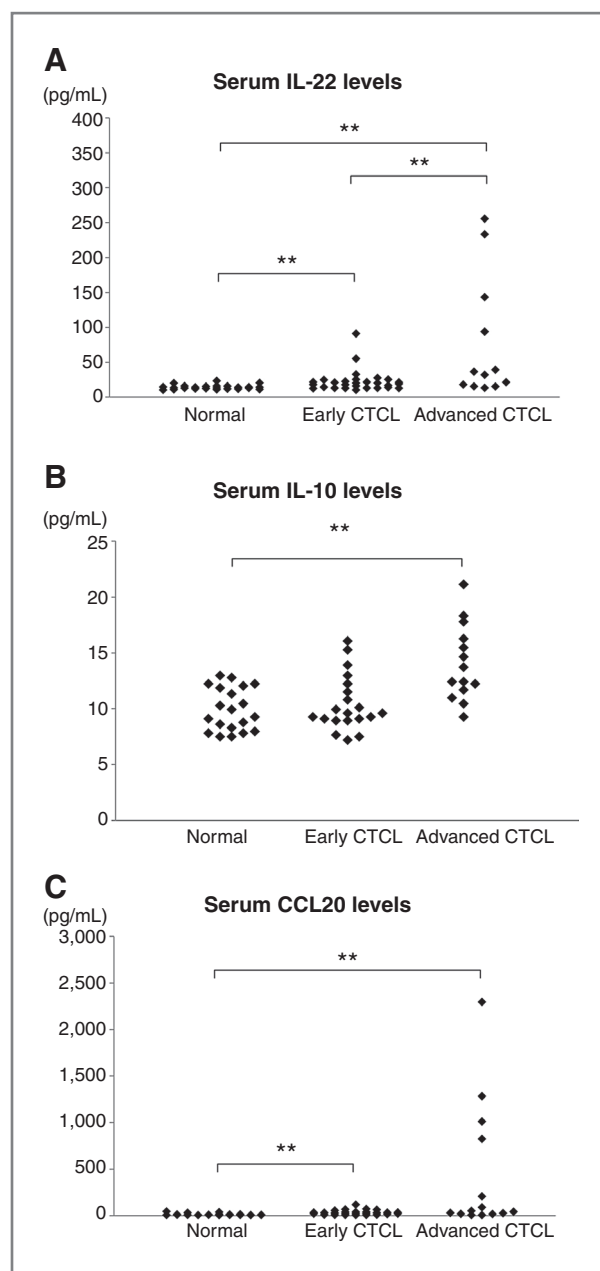 A
Serum IL-22 levels
(pg/mL)
400
**
350
**
300
250
200
**
150
100
50
0
Normal Early CTCL Advanced CTCL
B
Serum IL-10 levels
(pg/mL)
**
25
20
15
10
5
0
Normal Early CTCL Advanced CTCL
C
Serum CCL20 levels
(pg/mL)
3,000
**
2,500
2,000
1,500
1,000
**
500
0
Normal Early CTCL Advanced CTCL